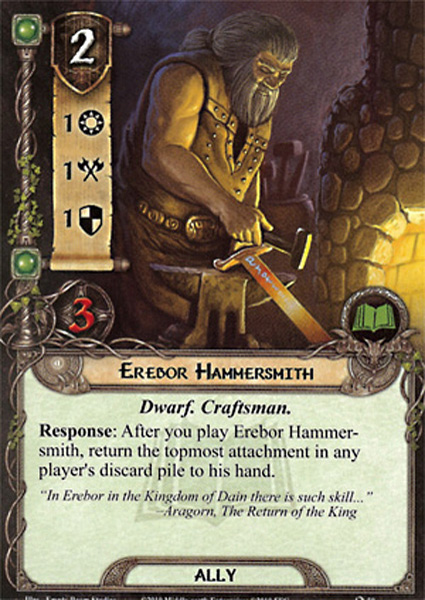 2
1
1
1
3
EREBOR HAMMERSMITH
Dwarf. Craftsman.
Response: After you play Erebor Hammer-
smith, return the topmost attachment in any
player's discard pile to his hand.
"In Erebor in the Kingdom of Dain there is such skill..."
–Aragorn, The Return of the King
ALLY